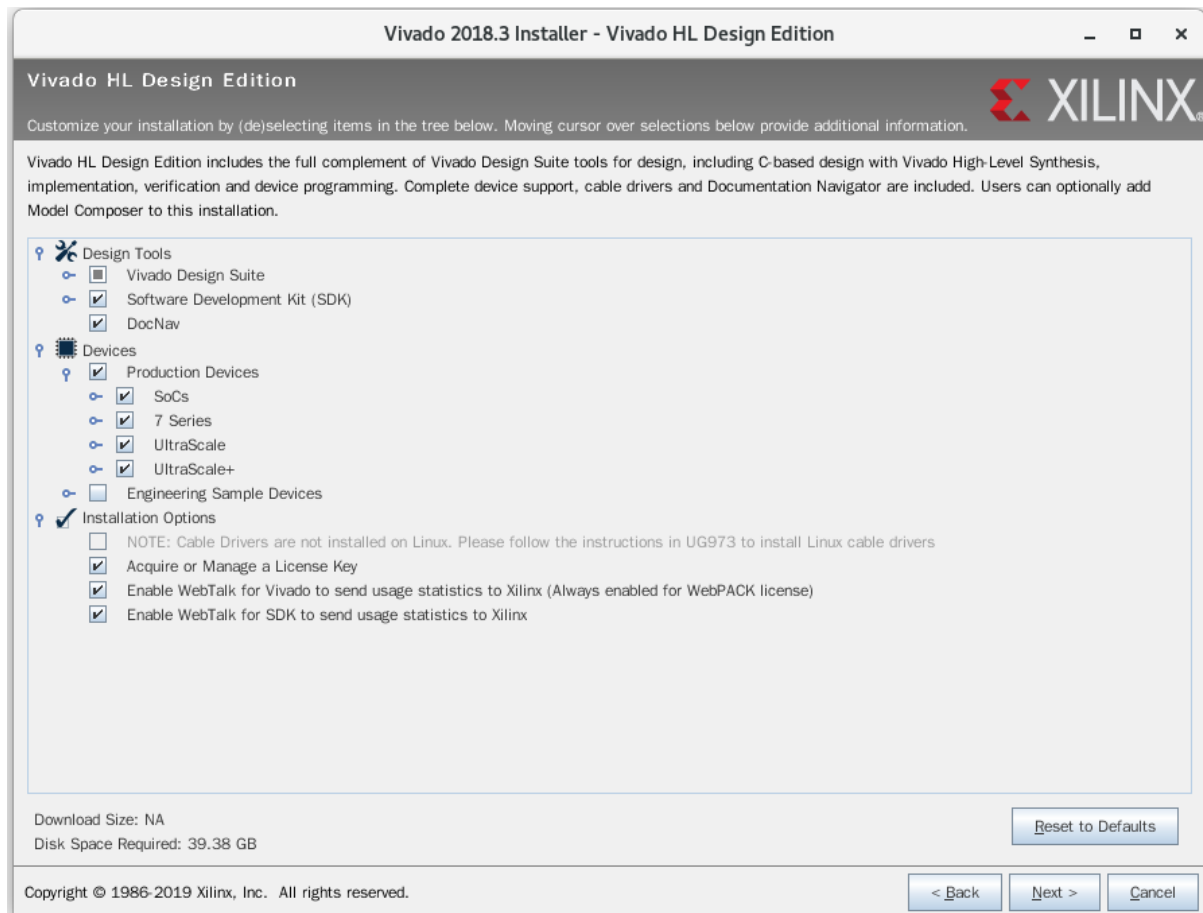 Vivado 2018.3 Installer - Vivado HL Design Edition
Vivado HL Design Edition
XILINX®
Customize your installation by (de)selecting items in the tree below. Moving cursor over selections below provide additional information.
Vivado HL Design Edition includes the full complement of Vivado Design Suite tools for design, including C-based design with Vivado High-Level Synthesis,
implementation, verification and device programming. Complete device support, cable drivers and Documentation Navigator are included. Users can optionally add
Model Composer to this installation.
Design Tools
Vivado Design Suite
Software Development Kit (SDK)
DocNav
Devices
Production Devices
SoCs
7 Series
UltraScale
UltraScale+
Engineering Sample Devices
Installation Options
NOTE: Cable Drivers are not installed on Linux. Please follow the instructions in UG973 to install Linux cable drivers
Acquire or Manage a License Key
Enable WebTalk for Vivado to send usage statistics to Xilinx (Always enabled for WebPACK license)
Enable WebTalk for SDK to send usage statistics to Xilinx
Download Size: NA
Disk Space Required: 39.38 GB
Reset to Defaults
Copyright © 1986-2019 Xilinx, Inc. All rights reserved.
< Back
Next >
Cancel